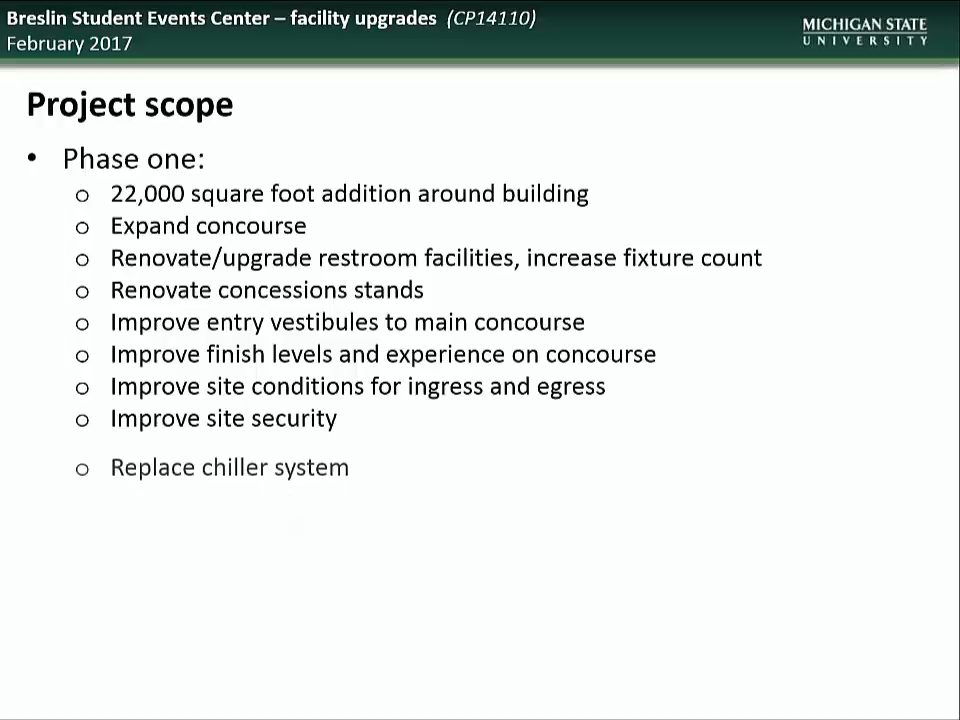 Breslin Student Events Center – facility upgrades (CP14110)
February 2017
MICHIGAN STATE
UNIVERSITY
Project scope
• Phase one:
o 22,000 square foot addition around building
o Expand concourse
o Renovate/upgrade restroom facilities, increase fixture count
o Renovate concessions stands
o Improve entry vestibules to main concourse
o Improve finish levels and experience on concourse
o Improve site conditions for ingress and egress
o Improve site security
o Replace chiller system